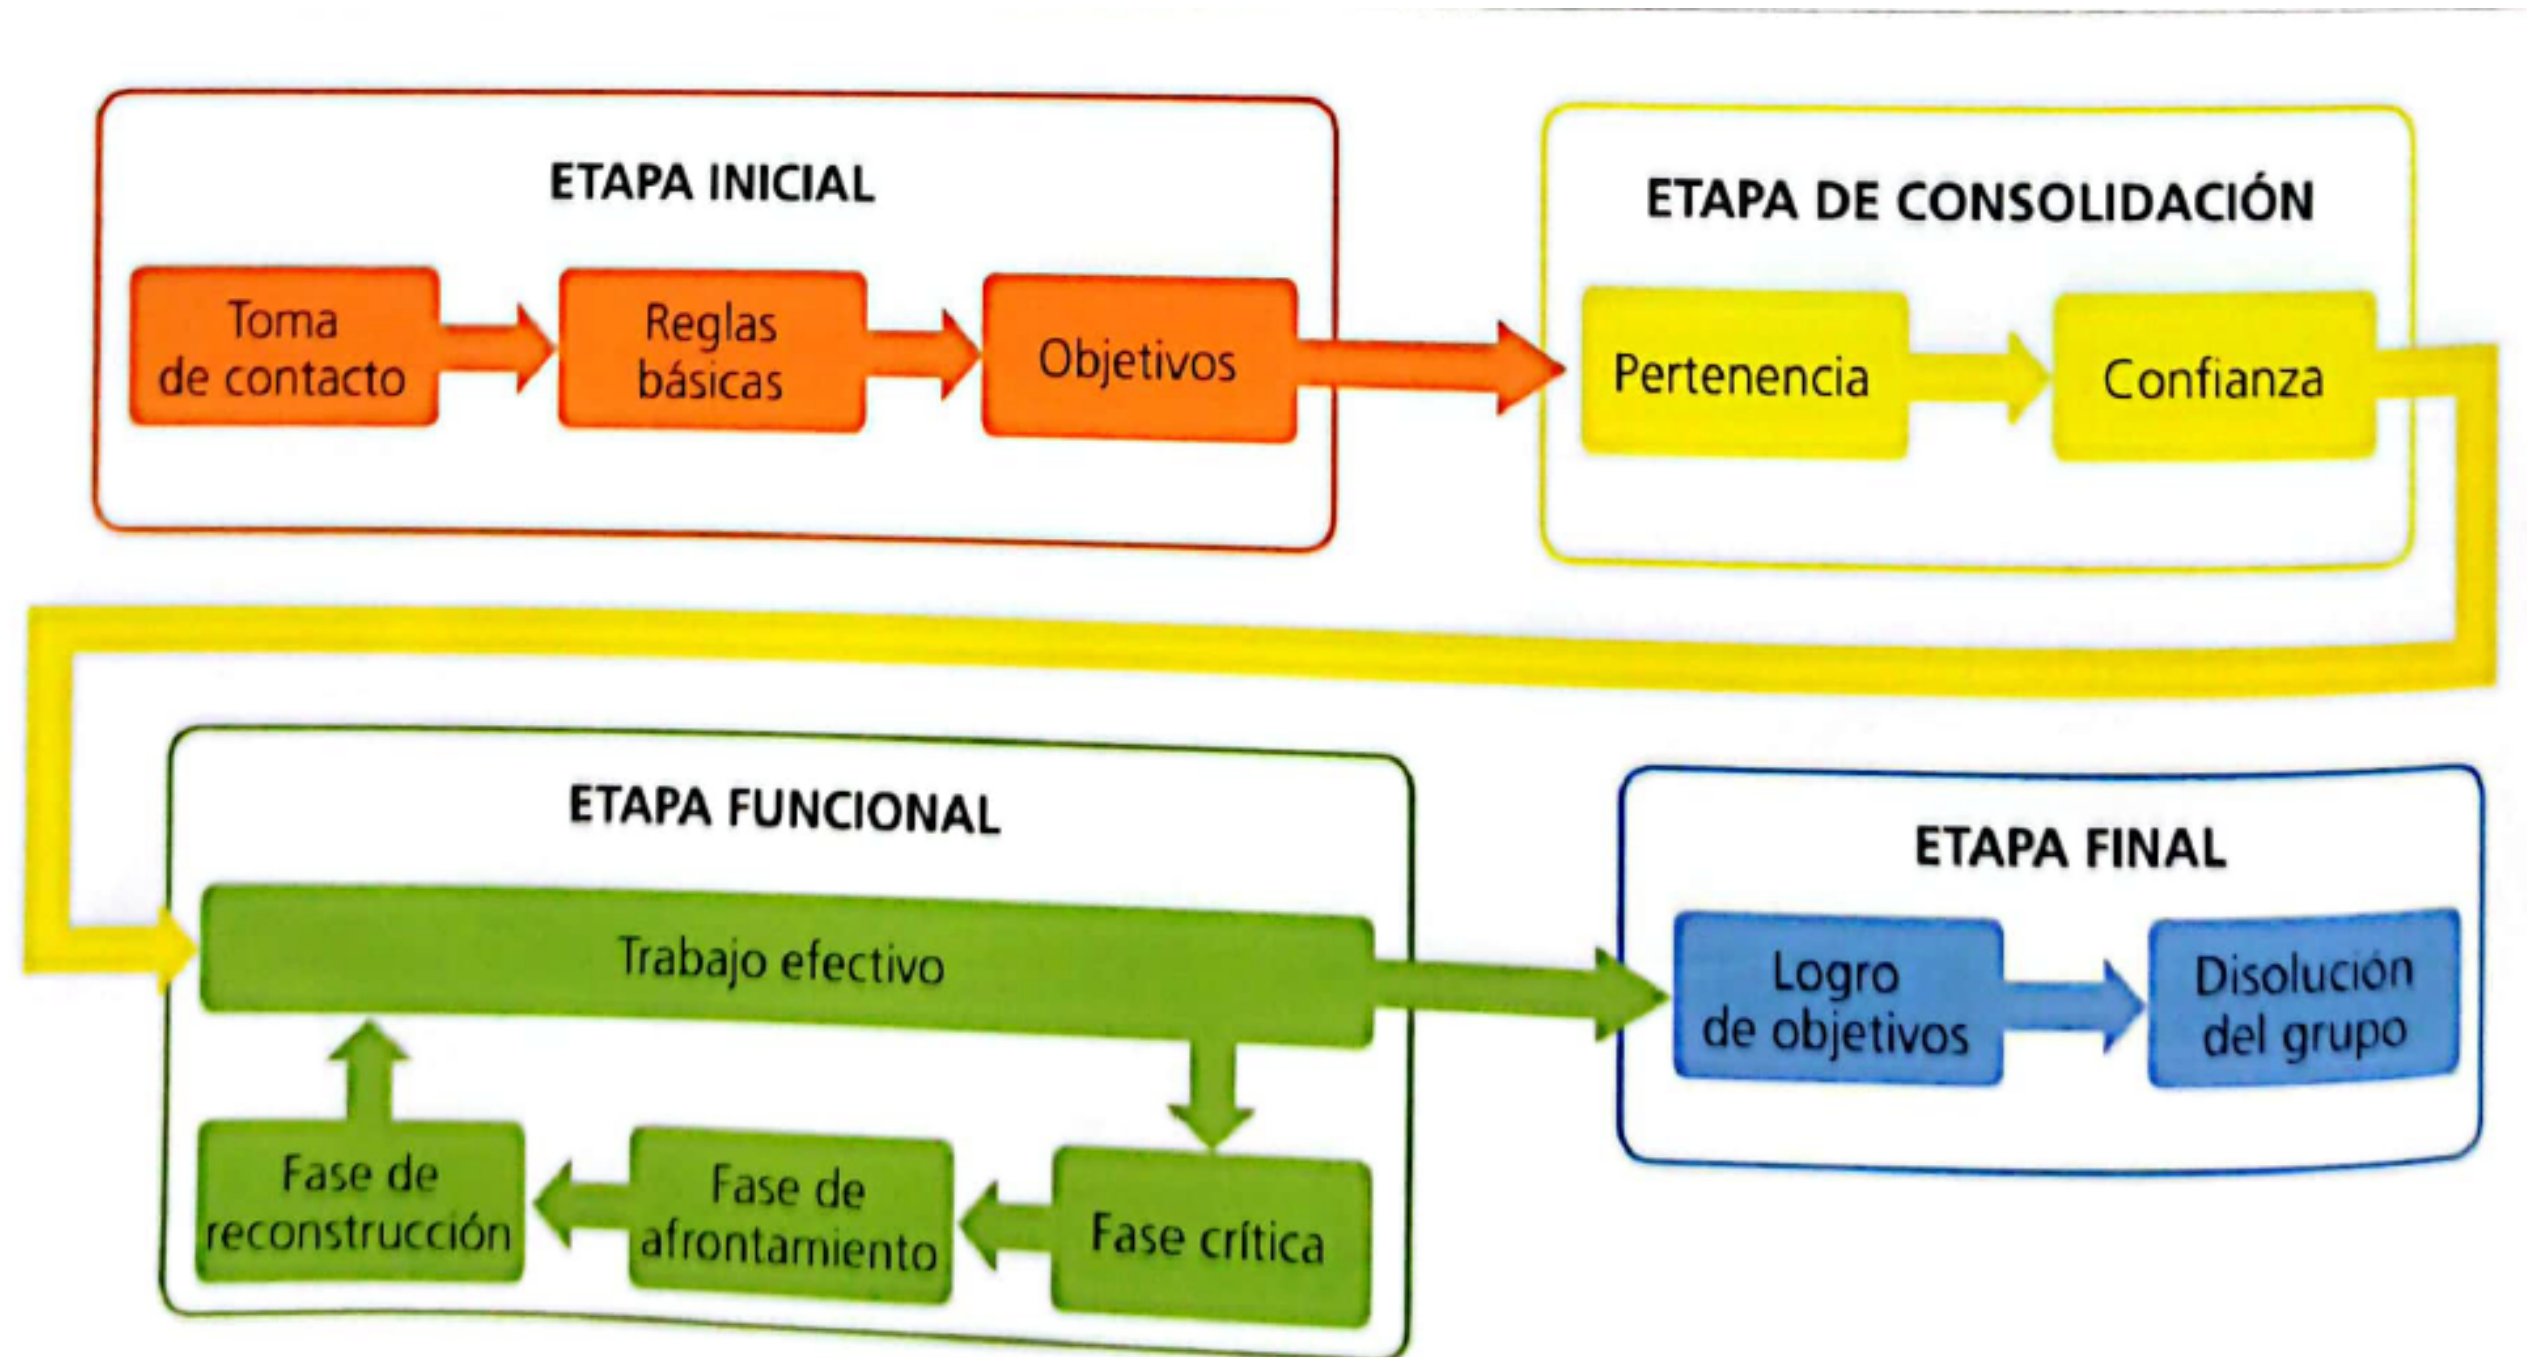 ETAPA INICIAL
Toma
de contacto
Reglas
básicas
Objetivos
ETAPA DE CONSOLIDACIÓN
Pertenencia
Confianza
ETAPA FUNCIONAL
Trabajo efectivo
Fase de
reconstrucción
Fase de
afrontamiento
Fase crítica
ETAPA FINAL
Logro
de objetivos
Disolución
del grupo